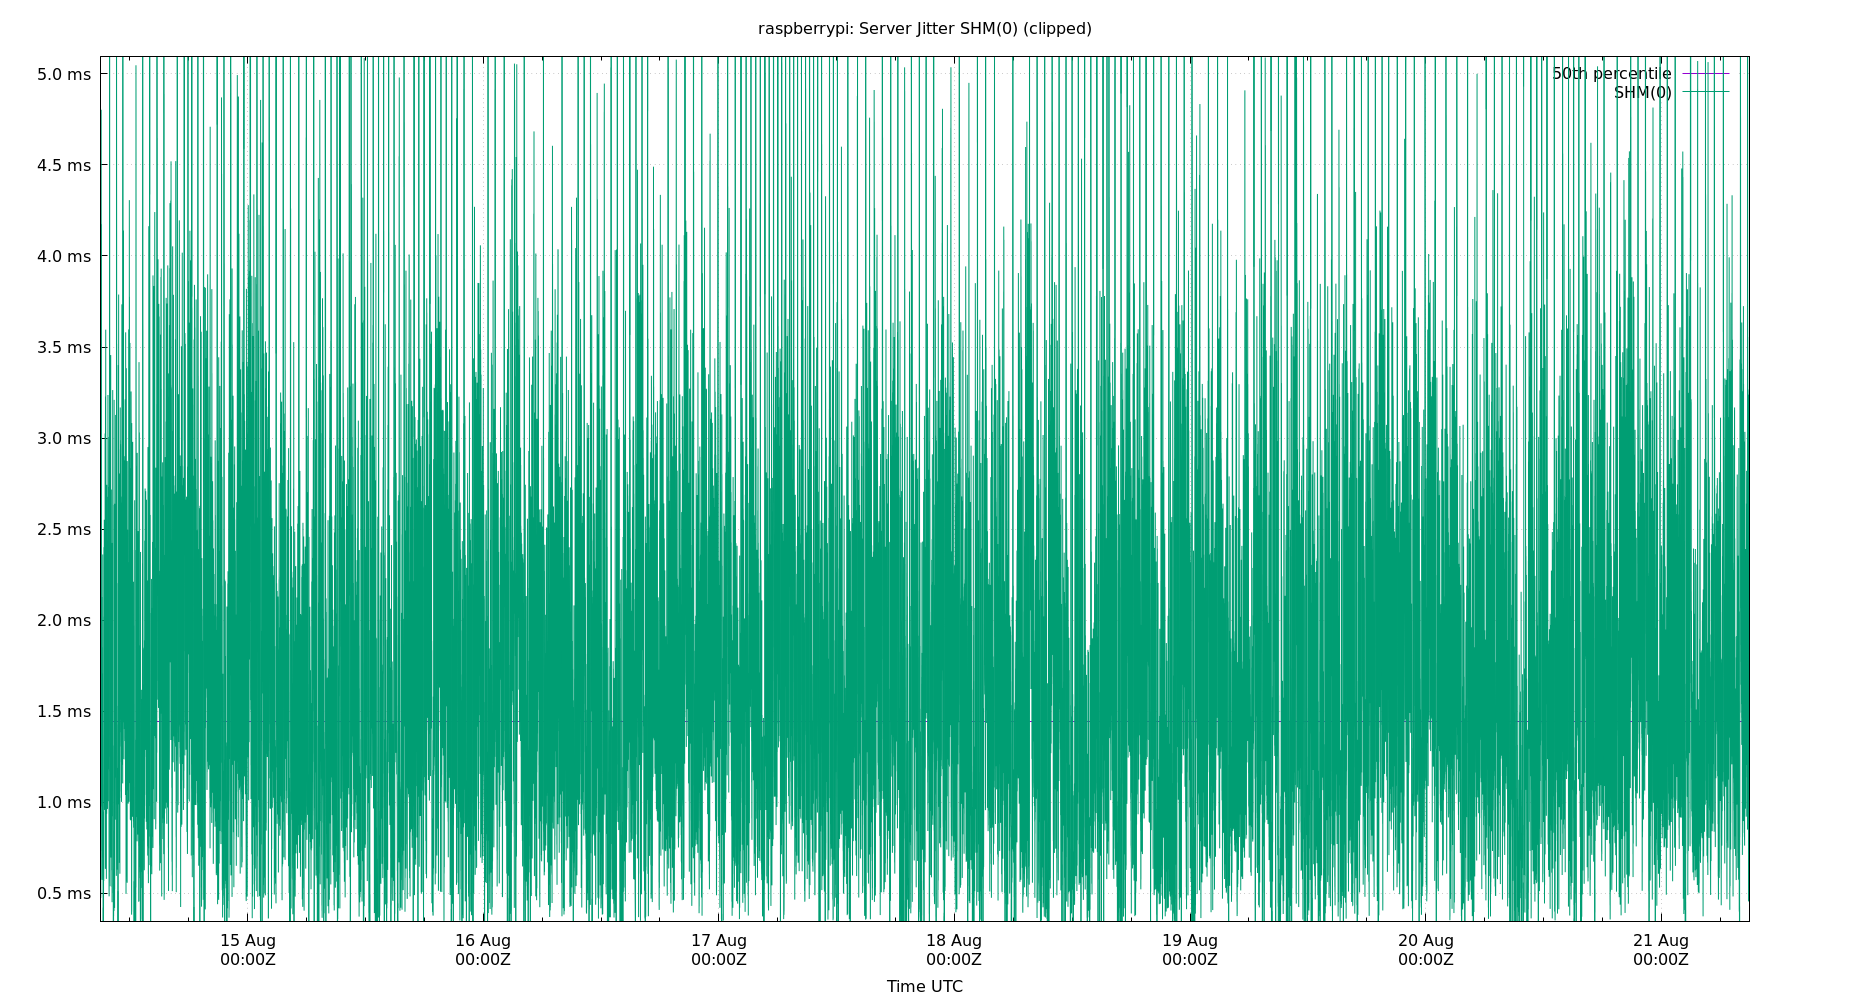 raspberrypi: Server Jitter SHM(0) (clipped)
50th percentile
SHM(0)
5.0 ms
4.5 ms
4.0 ms
3.5 ms
3.0 ms
2.5 ms
2.0 ms
1.5 ms
1.0 ms
0.5 ms
15 Aug 16 Aug 17 Aug 18 Aug 19 Aug 20 Aug 21 Aug
00:00Z 00:00Z 00:00Z 00:00Z 00:00Z 00:00Z 00:00Z
Time UTC